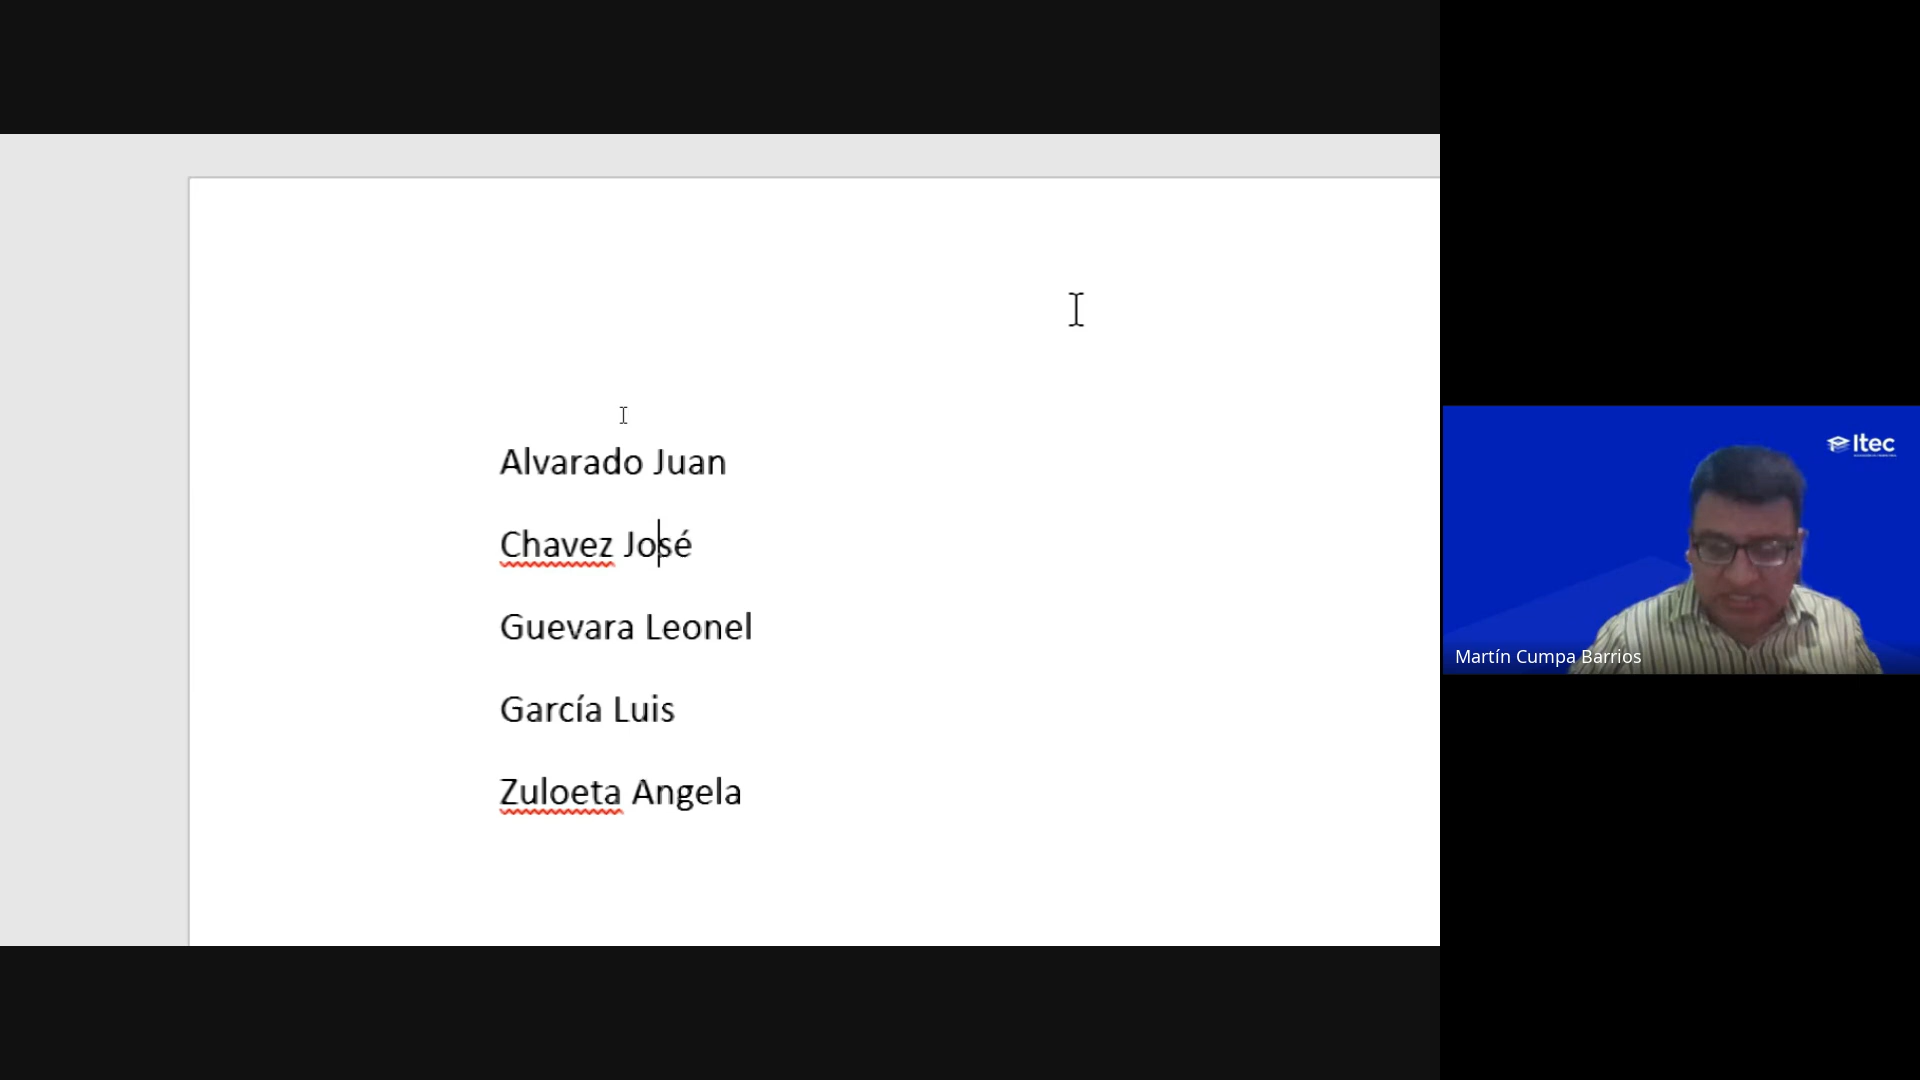 Alvarado Juan
Chavez José
Guevara Leonel
García Luis
Zuloeta Angela
Itec
Martín Cumpa Barrios